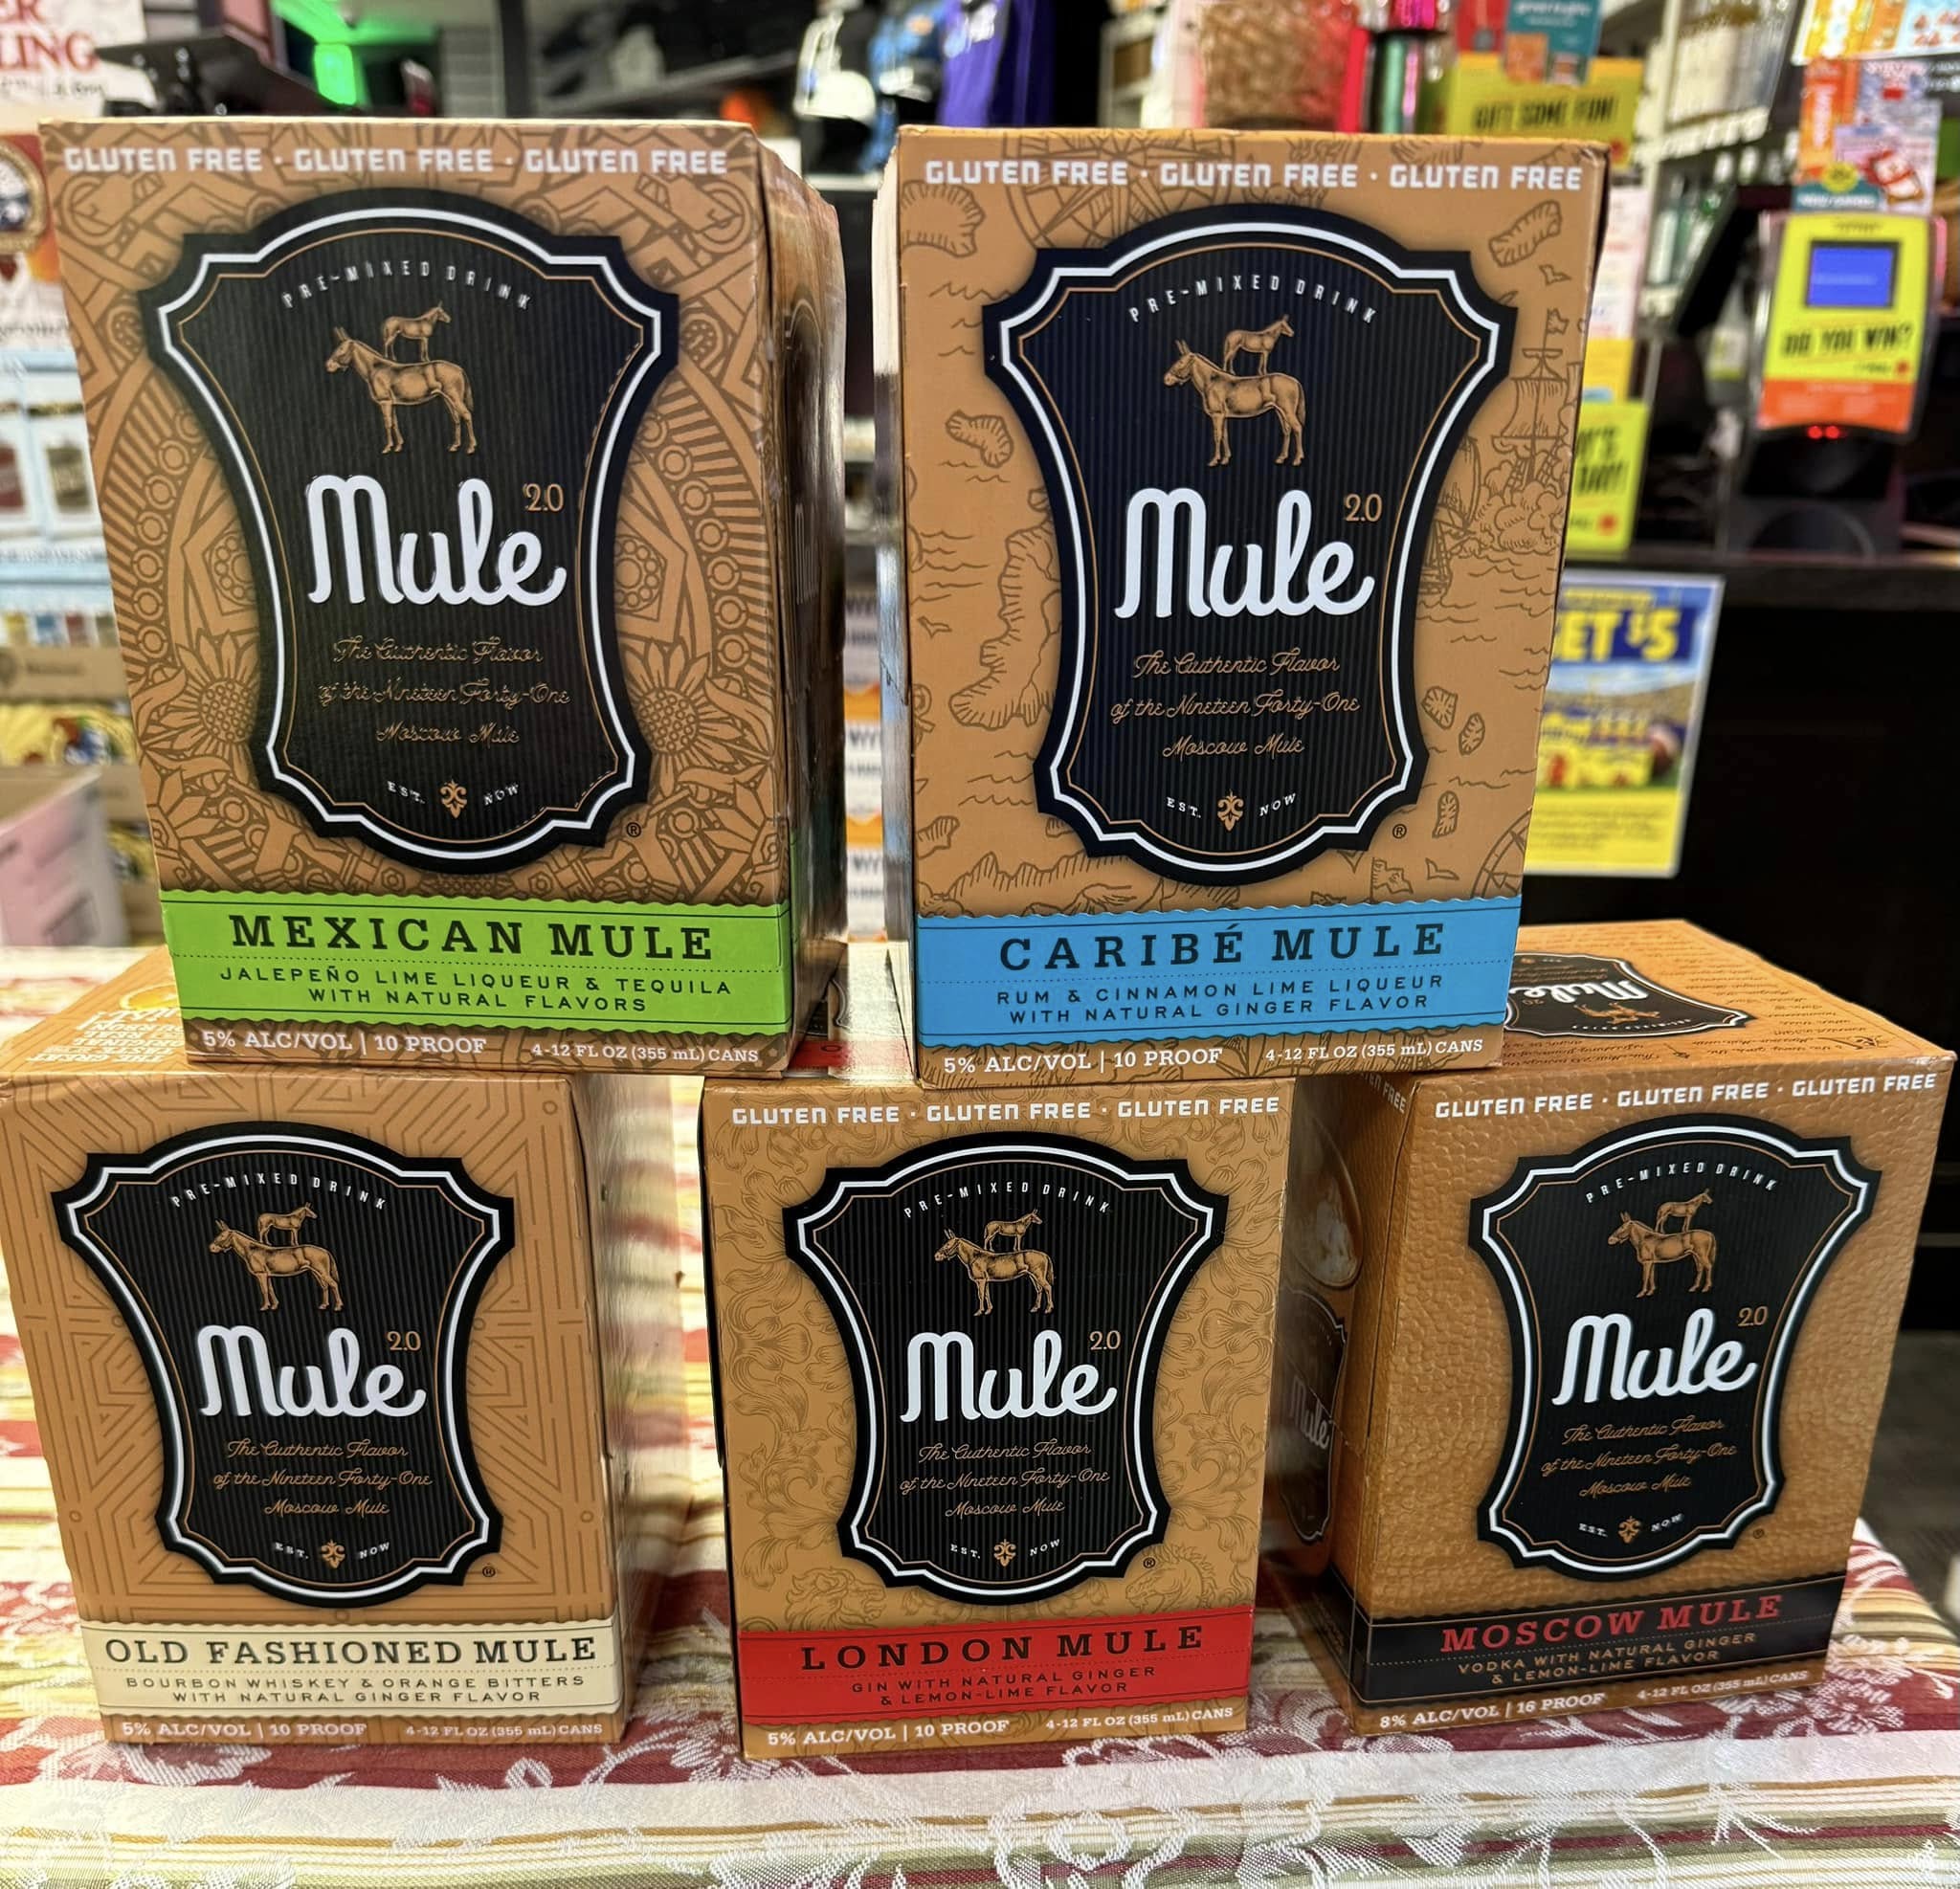 GLUTEN FREE · GLUTEN FREE · GLUTEN FREE
PRE-MIXED DRINK
Mule 2.0
The Authentic Flavor
of the Nineteen Forty-One
Moscow Mule
EST. NOW
®
MEXICAN MULE
JALEPEÑO LIME LIQUEUR & TEQUILA
WITH NATURAL FLAVORS
5% ALC/VOL | 10 PROOF 4-12 FL OZ (355 mL) CANS
GLUTEN FREE · GLUTEN FREE · GLUTEN FREE
PRE-MIXED DRINK
Mule 2.0
The Authentic Flavor
of the Nineteen Forty-One
Moscow Mule
EST. NOW
®
CARIBÉ MULE
RUM & CINNAMON LIME LIQUEUR
WITH NATURAL GINGER FLAVOR
5% ALC/VOL | 10 PROOF 4-12 FL OZ (355 mL) CANS
GIFT SOME FUN!
DID YOU WIN?
GET $5
PRE-MIXED DRINK
Mule 2.0
The Authentic Flavor
of the Nineteen Forty-One
Moscow Mule
EST. NOW
®
OLD FASHIONED MULE
BOURBON WHISKEY & ORANGE BITTERS
WITH NATURAL GINGER FLAVOR
5% ALC/VOL | 10 PROOF 4-12 FL OZ (355 mL) CANS
GLUTEN FREE · GLUTEN FREE · GLUTEN FREE
PRE-MIXED DRINK
Mule 2.0
The Authentic Flavor
of the Nineteen Forty-One
Moscow Mule
EST. NOW
®
LONDON MULE
GIN WITH NATURAL GINGER
& LEMON-LIME FLAVOR
5% ALC/VOL | 10 PROOF 4-12 FL OZ (355 mL) CANS
Mule
GLUTEN FREE · GLUTEN FREE · GLUTEN FREE
PRE-MIXED DRINK
Mule 2.0
The Authentic Flavor
of the Nineteen Forty-One
Moscow Mule
EST. NOW
®
MOSCOW MULE
VODKA WITH NATURAL GINGER
& LEMON-LIME FLAVOR
8% ALC/VOL | 16 PROOF 4-12 FL OZ (355 mL) CANS